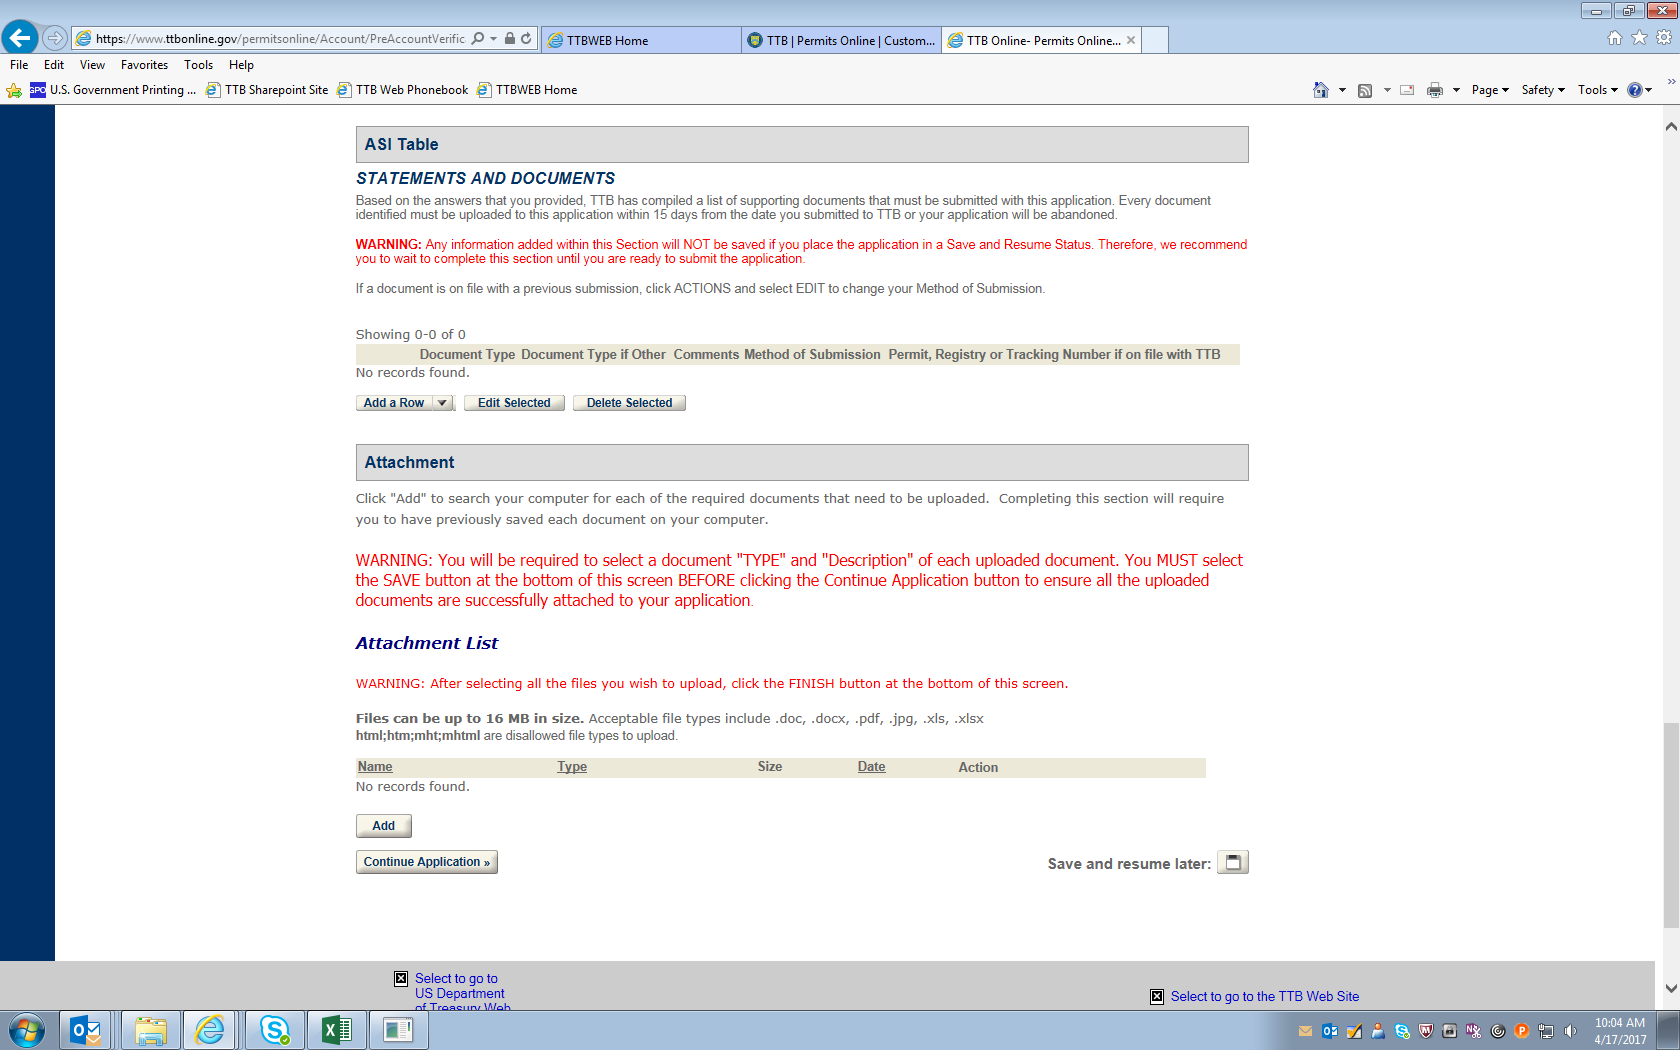 https://www.ttbonline.gov/permitsonline/Account/PreAccountVerific
TTBWEB Home
TTB | Permits Online | Custom...
TTB Online- Permits Online...
File Edit View Favorites Tools Help
GPO U.S. Government Printing ... TTB Sharepoint Site TTB Web Phonebook TTBWEB Home
Page Safety Tools
ASI Table
STATEMENTS AND DOCUMENTS
Based on the answers that you provided, TTB has compiled a list of supporting documents that must be submitted with this application. Every document
identified must be uploaded to this application within 15 days from the date you submitted to TTB or your application will be abandoned.
WARNING: Any information added within this Section will NOT be saved if you place the application in a Save and Resume Status. Therefore, we recommend
you to wait to complete this section until you are ready to submit the application.
If a document is on file with a previous submission, click ACTIONS and select EDIT to change your Method of Submission.
Showing 0-0 of 0
Document Type Document Type if Other Comments Method of Submission Permit, Registry or Tracking Number if on file with TTB
No records found.
Add a Row Edit Selected Delete Selected
Attachment
Click "Add" to search your computer for each of the required documents that need to be uploaded. Completing this section will require
you to have previously saved each document on your computer.
WARNING: You will be required to select a document "TYPE" and "Description" of each uploaded document. You MUST select
the SAVE button at the bottom of this screen BEFORE clicking the Continue Application button to ensure all the uploaded
documents are successfully attached to your application.
Attachment List
WARNING: After selecting all the files you wish to upload, click the FINISH button at the bottom of this screen.
Files can be up to 16 MB in size. Acceptable file types include .doc, .docx, .pdf, .jpg, .xls, .xlsx
html;htm;mht;mhtml are disallowed file types to upload.
Name Type Size Date Action
No records found.
Add
Continue Application »
Save and resume later:
Select to go to
US Department
of Treasury Web
Select to go to the TTB Web Site
10:04 AM
4/17/2017